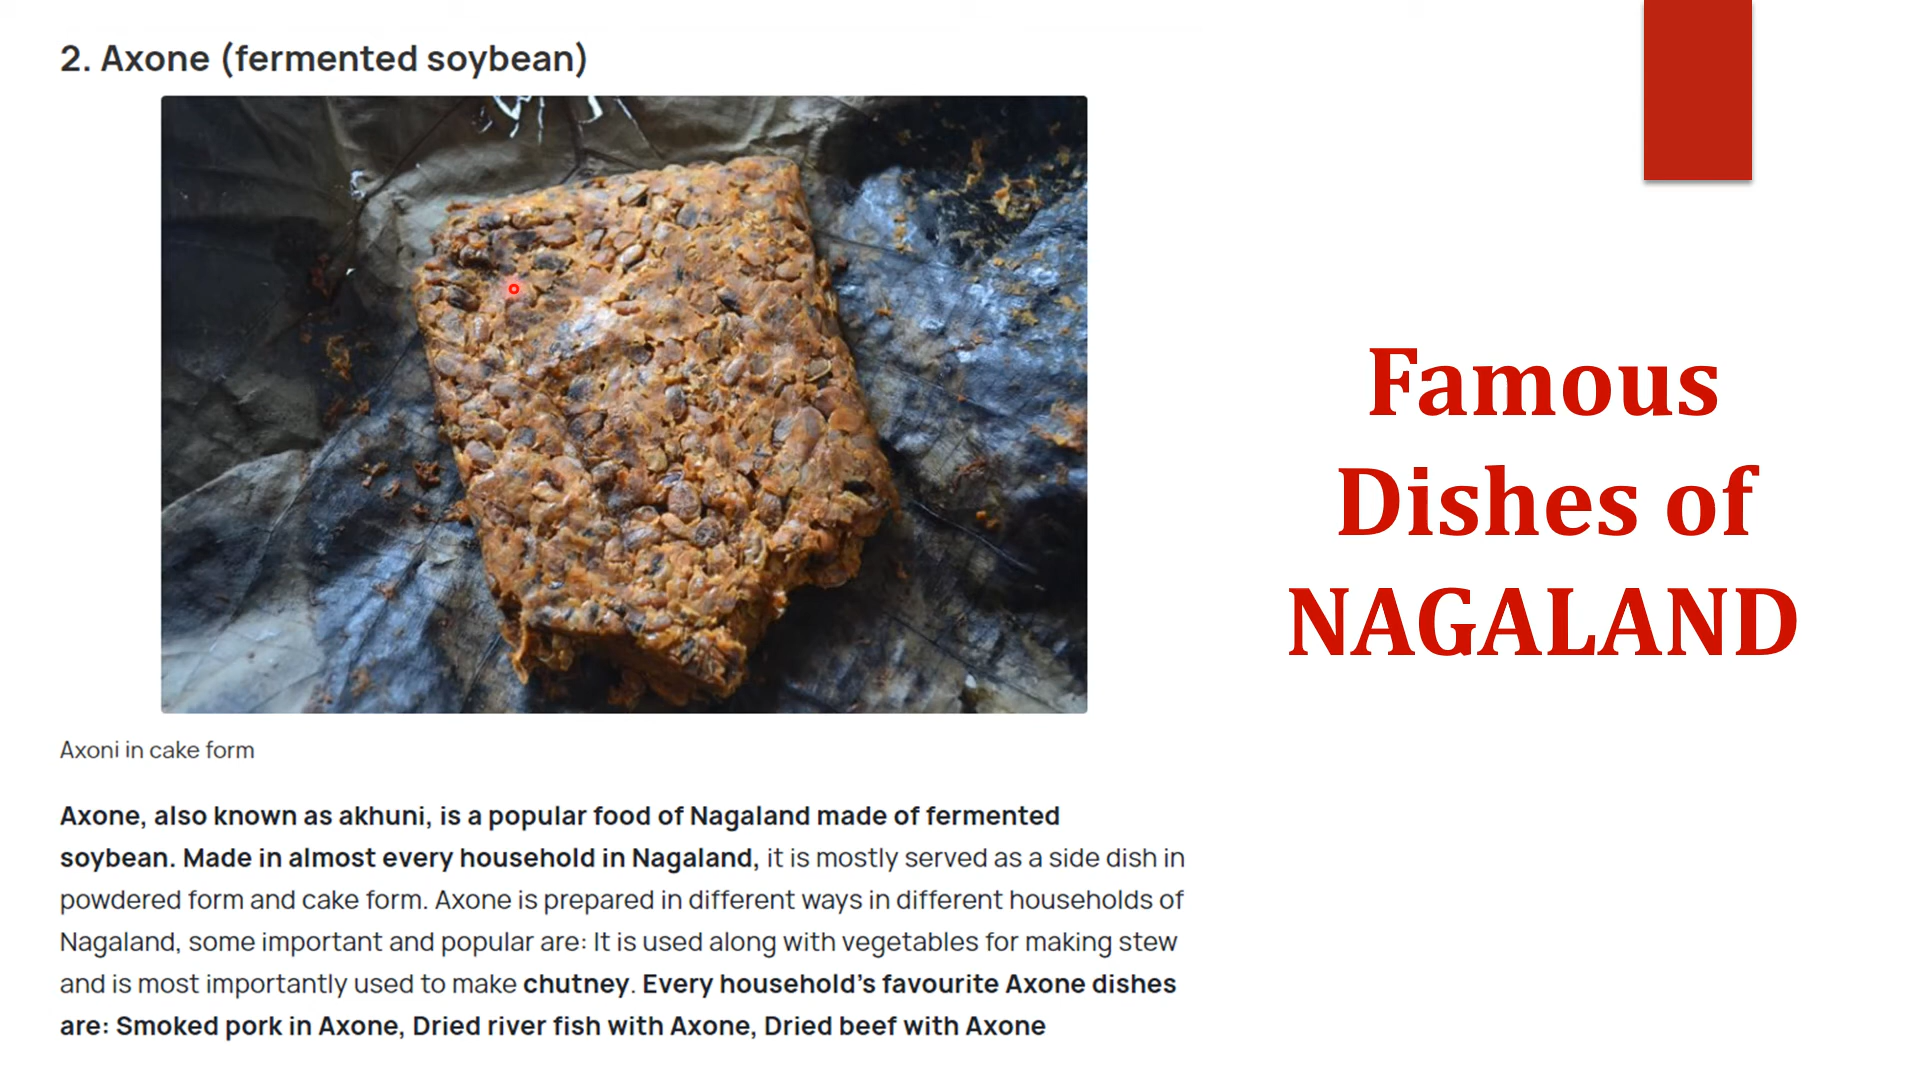 2. Axone (fermented soybean)
Axoni in cake form
Axone, also known as akhuni, is a popular food of Nagaland made of fermented
soybean. Made in almost every household in Nagaland, it is mostly served as a side dish in
powdered form and cake form. Axone is prepared in different ways in different households of
Nagaland, some important and popular are: It is used along with vegetables for making stew
and is most importantly used to make chutney. Every household's favourite Axone dishes
are: Smoked pork in Axone, Dried river fish with Axone, Dried beef with Axone
Famous
Dishes of
NAGALAND